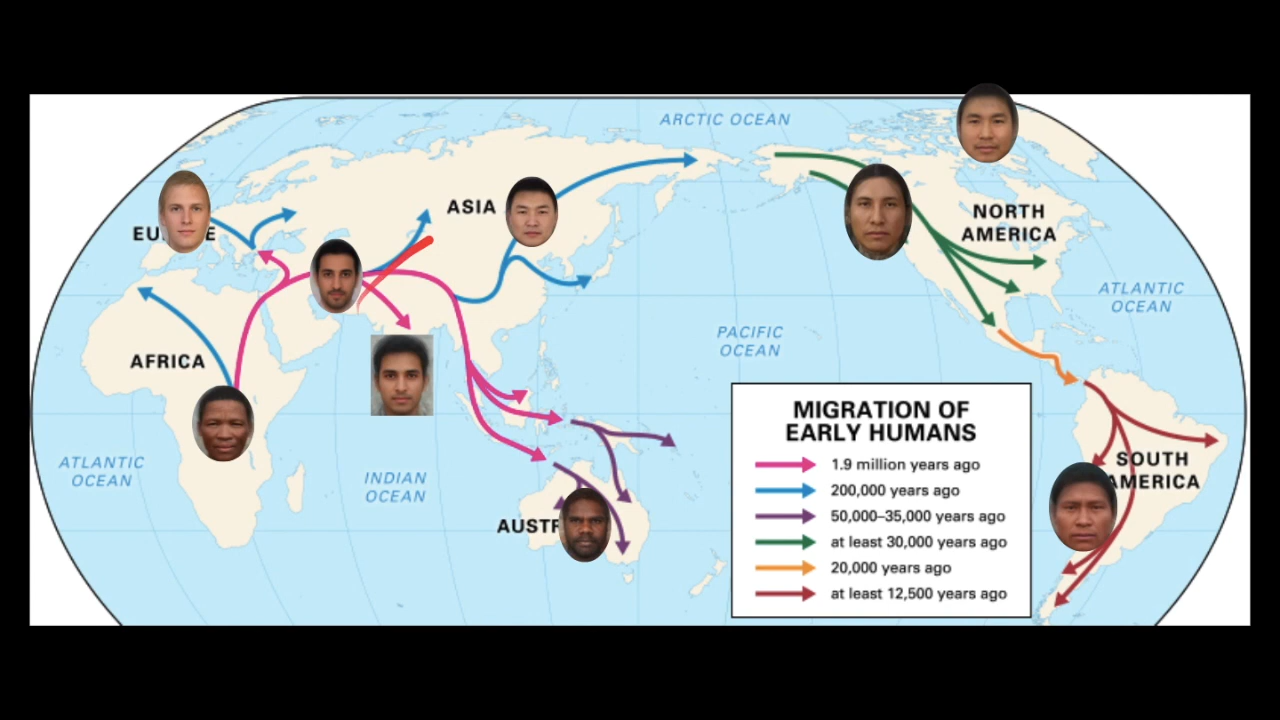 ARCTIC OCEAN
ASIA
NORTH
AMERICA
ATLANTIC
OCEAN
AFRICA
PACIFIC
OCEAN
ATLANTIC
OCEAN
INDIAN
OCEAN
SOUTH
AMERICA
MIGRATION OF
EARLY HUMANS
1.9 million years ago
200,000 years ago
50,000–35,000 years ago
at least 30,000 years ago
20,000 years ago
at least 12,500 years ago